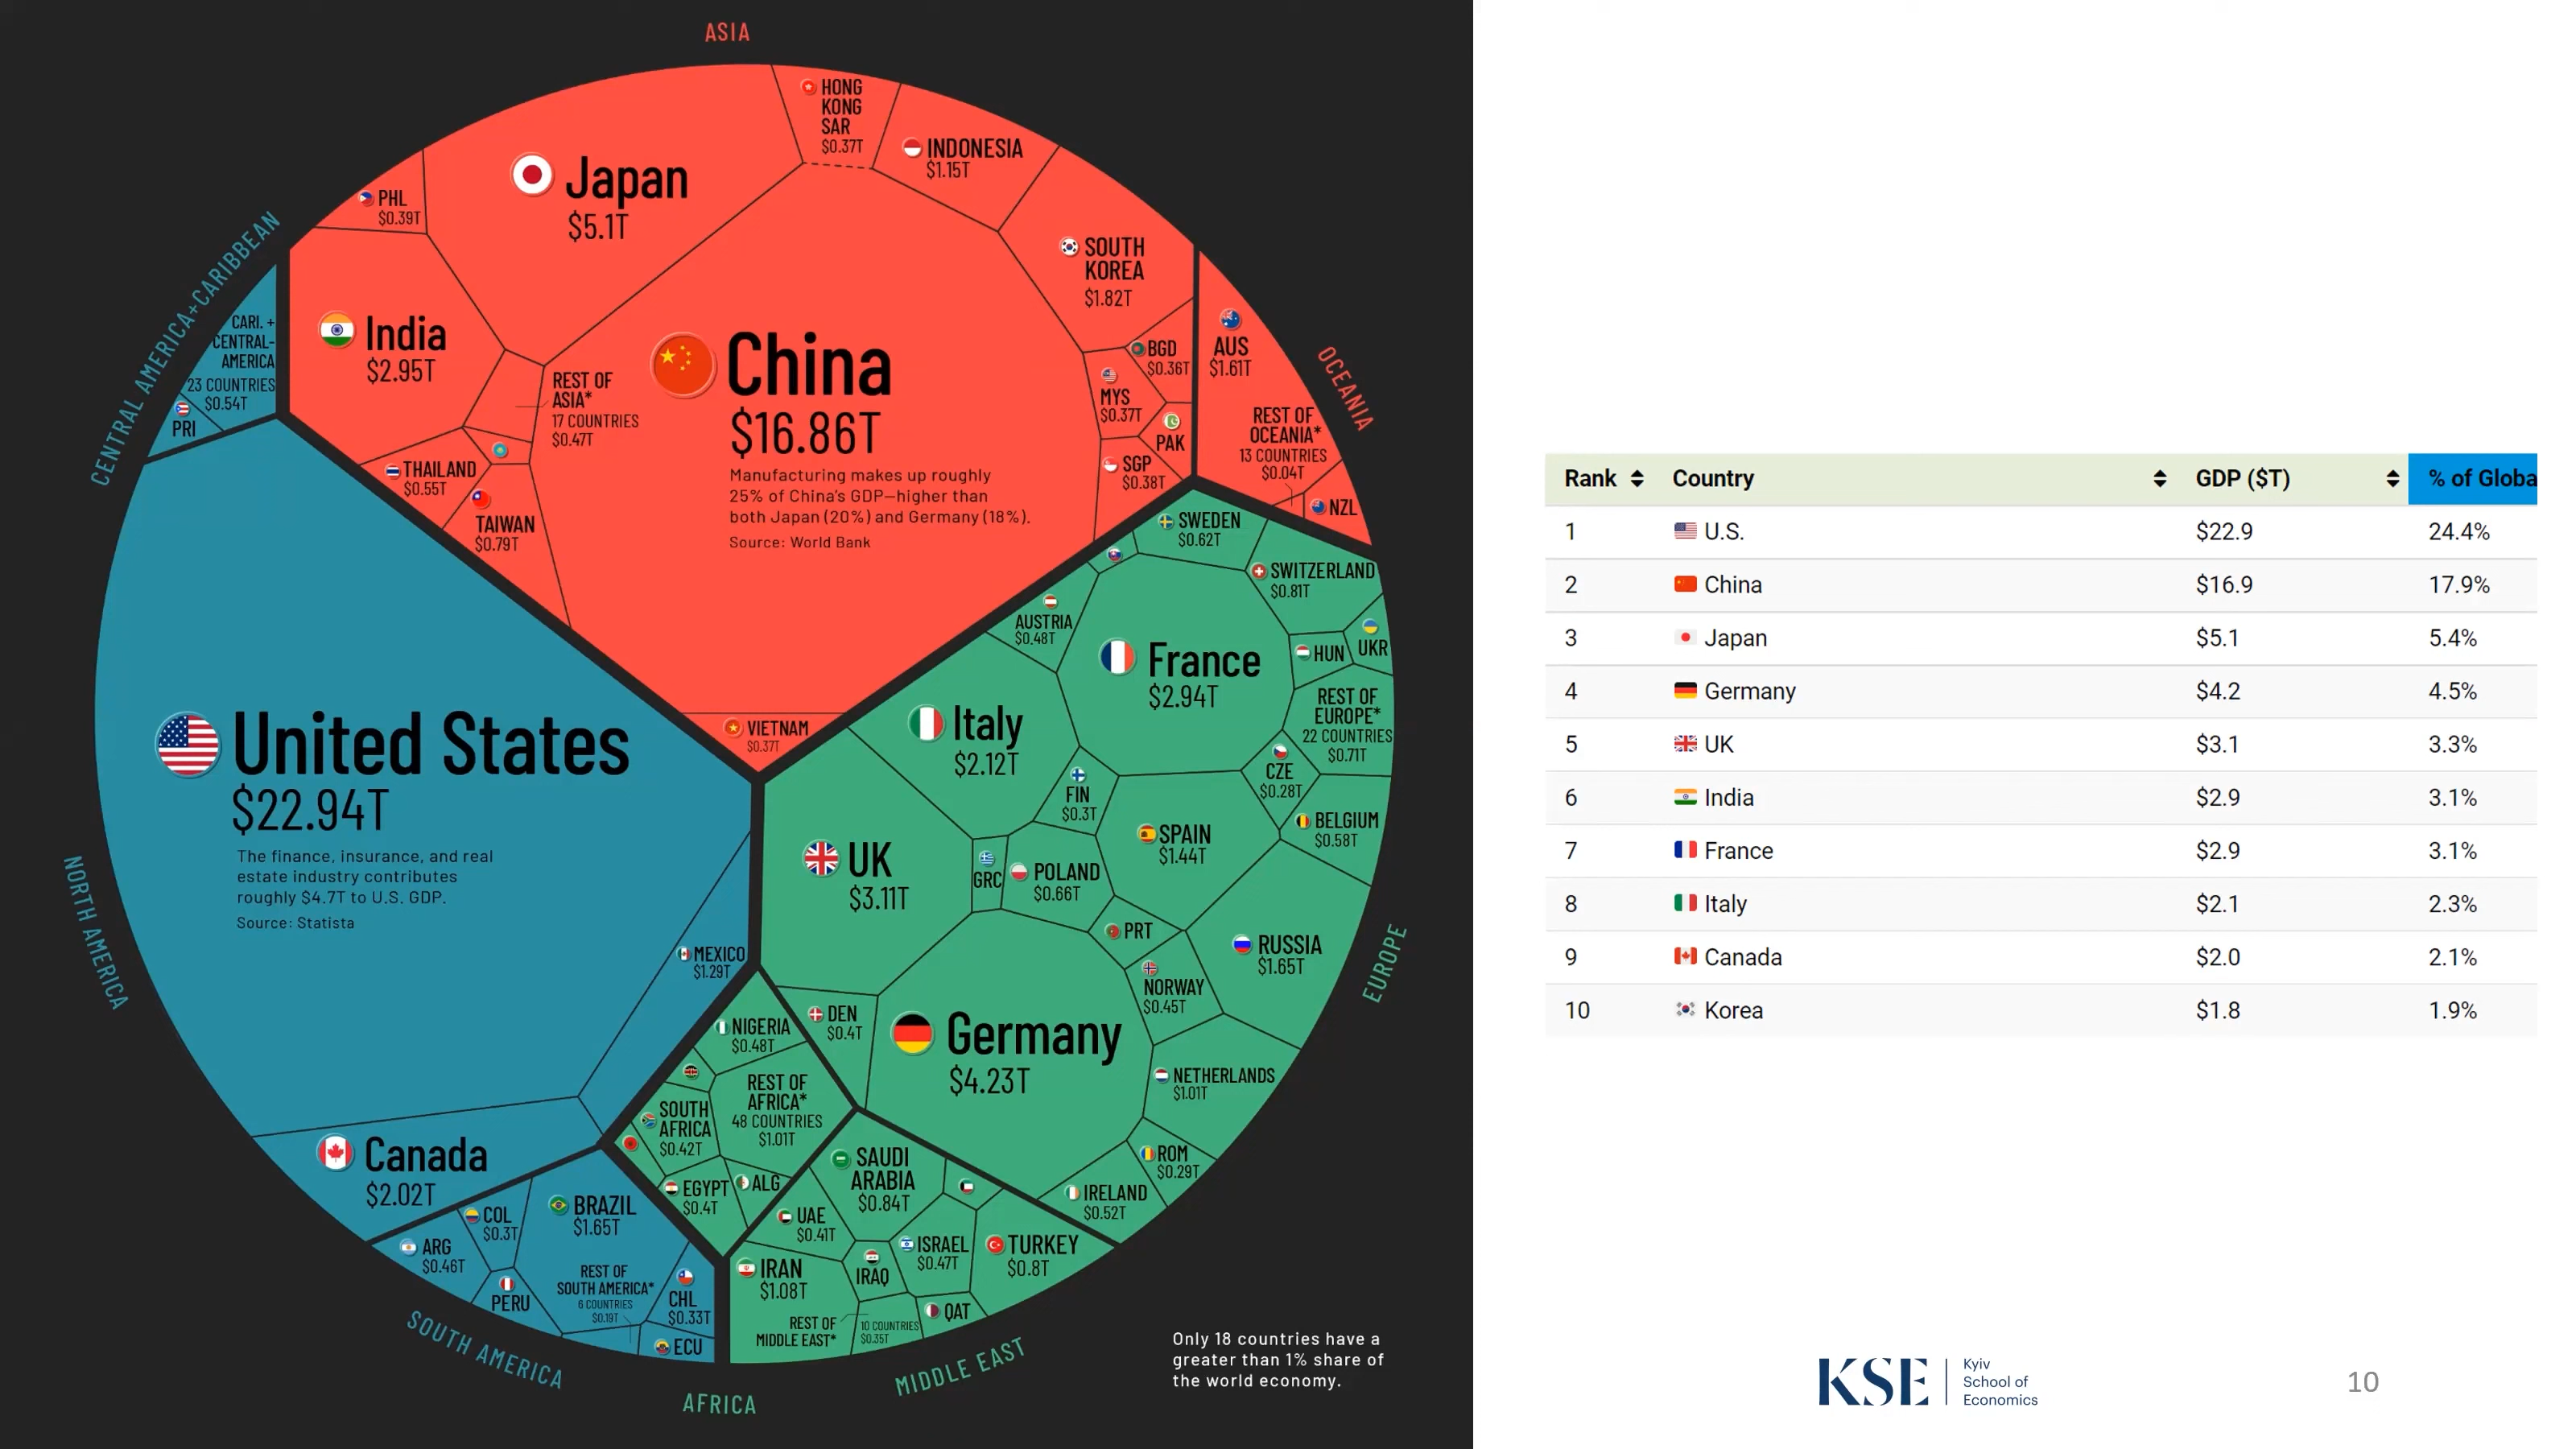 ASIA
HONG
KONG
SAR
$0.37T
INDONESIA
$1.15T
Japan
$5.1T
PHL
$0.39T
SOUTH
KOREA
$1.82T
CENTRAL AMERICA+CARIBBEAN
CARI. +
CENTRAL-
AMERICA
23 COUNTRIES
$0.54T
PRI
India
$2.95T
REST OF
ASIA*
17 COUNTRIES
$0.47T
China
$16.86T
Manufacturing makes up roughly
25% of China's GDP—higher than
both Japan (20%) and Germany (18%).
Source: World Bank
BGD
$0.36T
MYS
$0.37T
PAK
SGP
$0.38T
THAILAND
$0.55T
TAIWAN
$0.79T
VIETNAM
$0.37T
OCEANIA
AUS
$1.61T
REST OF
OCEANIA*
13 COUNTRIES
$0.04T
NZL
NORTH AMERICA
United States
$22.94T
The finance, insurance, and real
estate industry contributes
roughly $4.7T to U.S. GDP.
Source: Statista
MEXICO
$1.29T
Canada
$2.02T
EUROPE
SWEDEN
$0.62T
SWITZERLAND
$0.81T
AUSTRIA
$0.48T
France
$2.94T
HUN
UKR
REST OF
EUROPE*
22 COUNTRIES
$0.71T
Italy
$2.12T
FIN
$0.3T
CZE
$0.28T
BELGIUM
$0.58T
SPAIN
$1.44T
UK
$3.11T
GRC
POLAND
$0.66T
PRT
RUSSIA
$1.65T
NORWAY
$0.45T
DEN
$0.4T
Germany
$4.23T
NETHERLANDS
$1.01T
ROM
$0.29T
IRELAND
$0.52T
NIGERIA
$0.48T
REST OF
AFRICA*
48 COUNTRIES
$1.01T
SOUTH
AFRICA
$0.42T
EGYPT
$0.4T
ALG
AFRICA
SAUDI
ARABIA
$0.84T
UAE
$0.41T
ISRAEL
$0.47T
TURKEY
$0.8T
IRAN
$1.08T
IRAQ
QAT
REST OF
MIDDLE EAST*
10 COUNTRIES
$0.35T
MIDDLE EAST
COL
$0.3T
BRAZIL
$1.65T
ARG
$0.46T
PERU
REST OF
SOUTH AMERICA*
6 COUNTRIES
$0.19T
CHL
$0.33T
ECU
SOUTH AMERICA
Only 18 countries have a
greater than 1% share of
the world economy.
Rank Country GDP ($T) % of Globa
1 U.S. $22.9 24.4%
2 China $16.9 17.9%
3 Japan $5.1 5.4%
4 Germany $4.2 4.5%
5 UK $3.1 3.3%
6 India $2.9 3.1%
7 France $2.9 3.1%
8 Italy $2.1 2.3%
9 Canada $2.0 2.1%
10 Korea $1.8 1.9%
KSE
Kyiv
School of
Economics
10